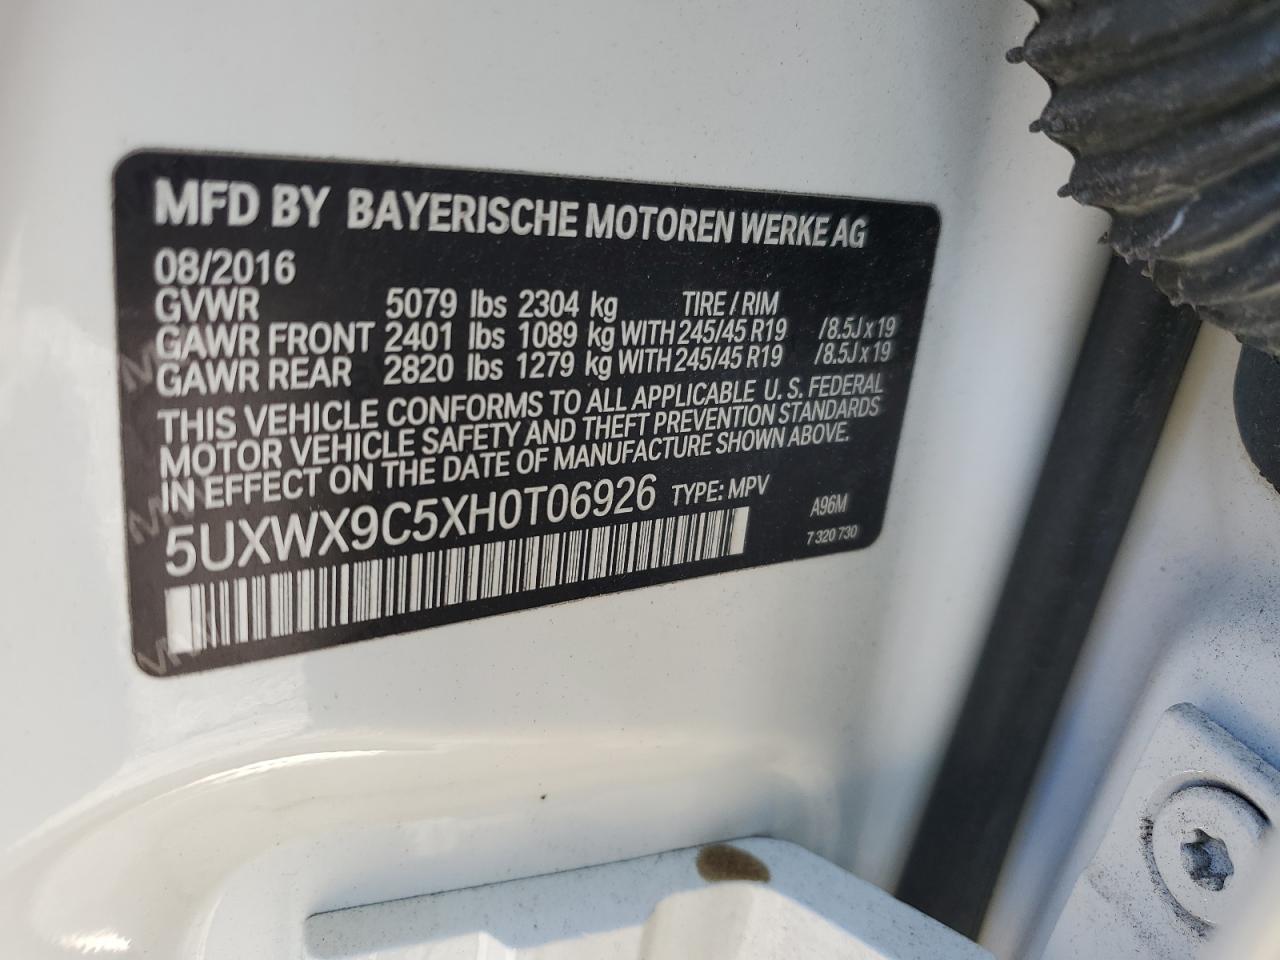 MFD BY BAYERISCHE MOTOREN WERKE AG
08/2016
GVWR 5079 lbs 2304 kg TIRE / RIM
GAWR FRONT 2401 lbs 1089 kg WITH 245/45 R19 /8.5J x 19
GAWR REAR 2820 lbs 1279 kg WITH 245/45 R19 /8.5J x 19
THIS VEHICLE CONFORMS TO ALL APPLICABLE U.S. FEDERAL
MOTOR VEHICLE SAFETY AND THEFT PREVENTION STANDARDS
IN EFFECT ON THE DATE OF MANUFACTURE SHOWN ABOVE.
5UXWX9C5XH0T06926 TYPE: MPV
A96M
7 320 730